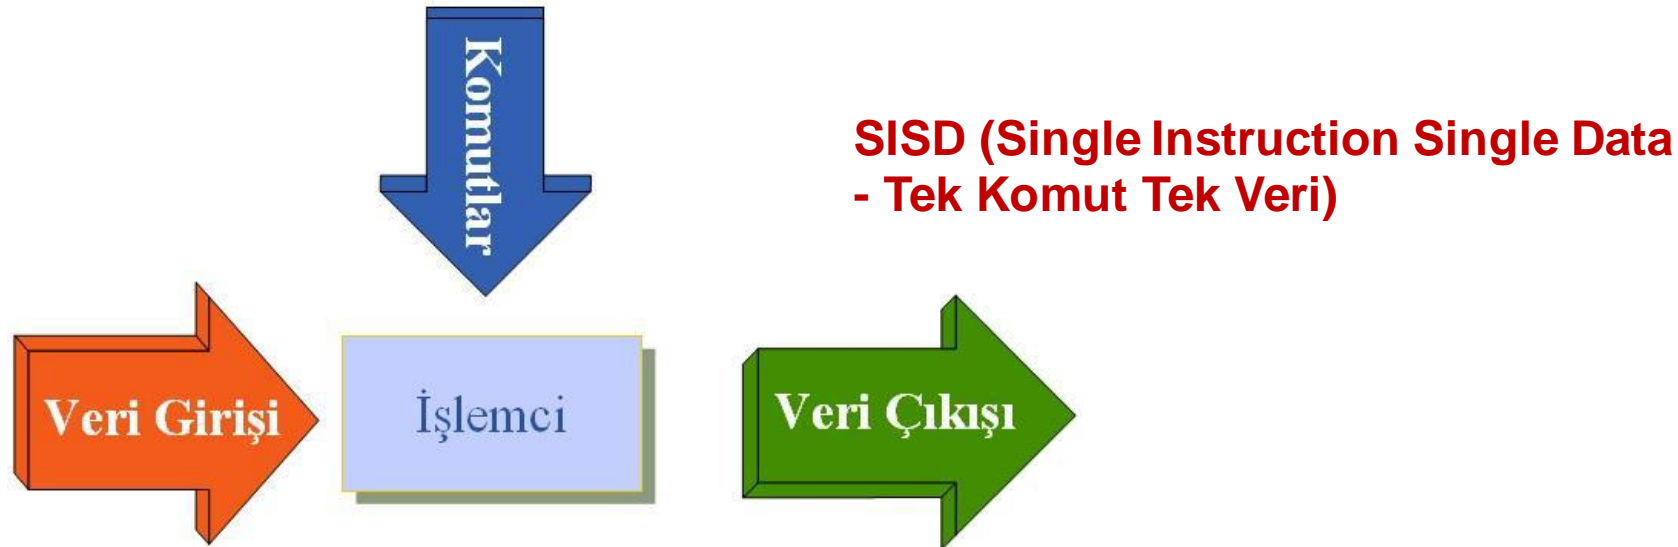 Komutlar
SISD (Single Instruction Single Data
- Tek Komut Tek Veri)
Veri Girişi
İşlemci
Veri Çıkışı